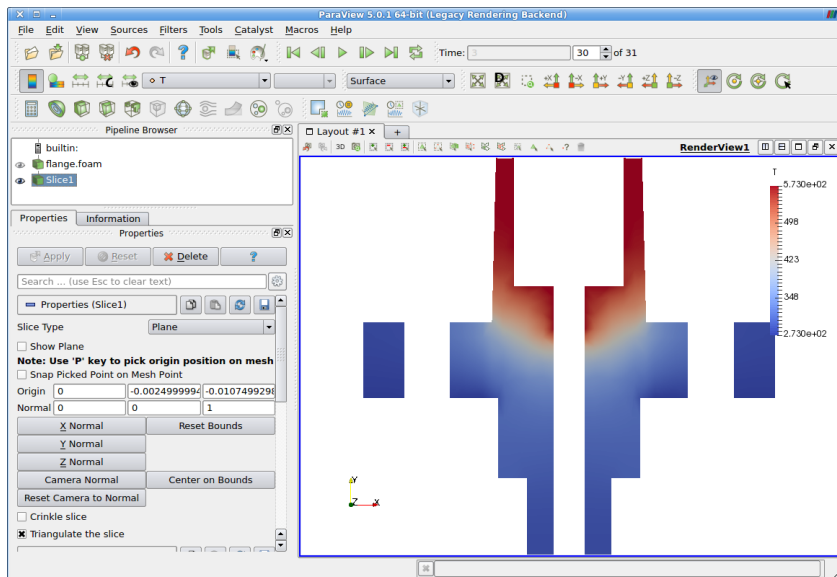 ParaView 5.0.1 64-bit (Legacy Rendering Backend)
File Edit View Sources Filters Tools Catalyst Macros Help
Time: 3 30 of 31
T Surface
Pipeline Browser
builtin:
flange.foam
Slice1
Properties Information
Properties
Apply Reset Delete ?
Search ... (use Esc to clear text)
Properties (Slice1)
Slice Type Plane
Show Plane
Note: Use 'P' key to pick origin position on mesh
Snap Picked Point on Mesh Point
Origin 0 -0.0024999994 -0.0107499298
Normal 0 0 1
X Normal Reset Bounds
Y Normal
Z Normal
Camera Normal Center on Bounds
Reset Camera to Normal
Crinkle slice
Triangulate the slice
Layout #1 × +
3D RenderView1
T
5.730e+02
498
423
348
2.730e+02
Y
Z X